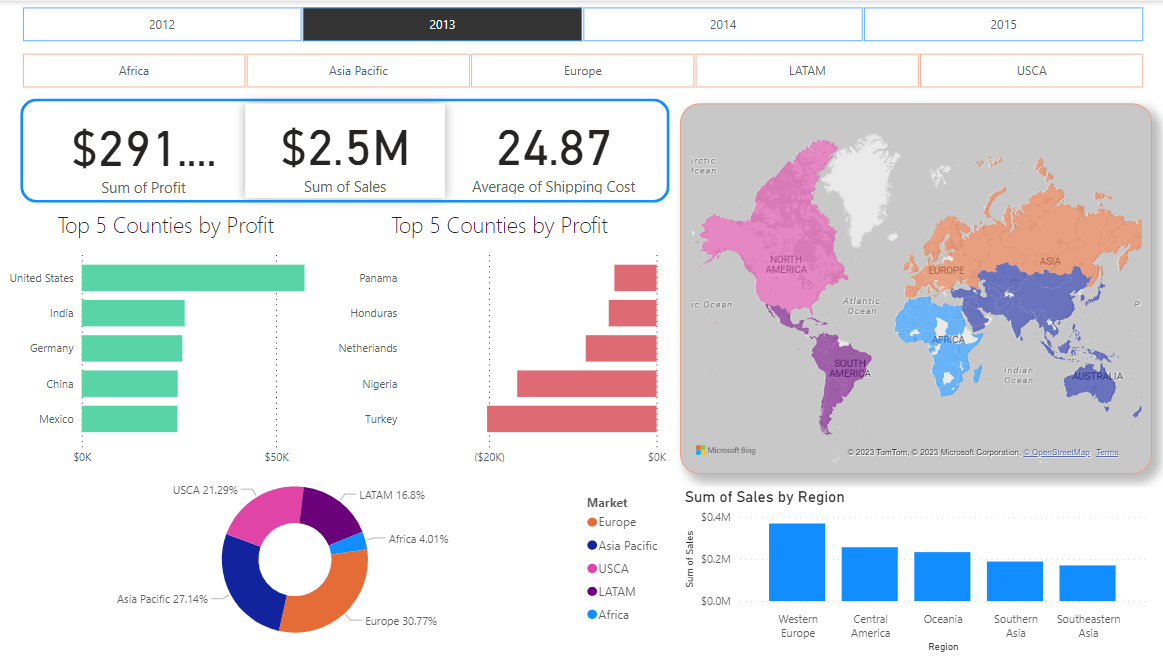 2012
2013
2014
2015
Africa
Asia Pacific
Europe
LATAM
USCA
$291....
Sum of Profit
$2.5M
Sum of Sales
24.87
Average of Shipping Cost
Top 5 Counties by Profit
United States
India
Germany
China
Mexico
$0K
$50K
Top 5 Counties by Profit
Panama
Honduras
Netherlands
Nigeria
Turkey
($20K)
$0K
rctic
cean
NORTH
AMERICA
EUROPE
ASIA
ic Ocean
Atlantic
Ocean
P
AFRICA
SOUTH
AMERICA
Indian
Ocean
AUSTRALIA
Microsoft Bing
© 2023 TomTom, © 2023 Microsoft Corporation, © OpenStreetMap Terms
USCA 21.29%
LATAM 16.8%
Africa 4.01%
Asia Pacific 27.14%
Europe 30.77%
Market
Europe
Asia Pacific
USCA
LATAM
Africa
Sum of Sales by Region
Sum of Sales
$0.4M
$0.2M
$0.0M
Western
Europe
Central
America
Oceania
Southern
Asia
Southeastern
Asia
Region